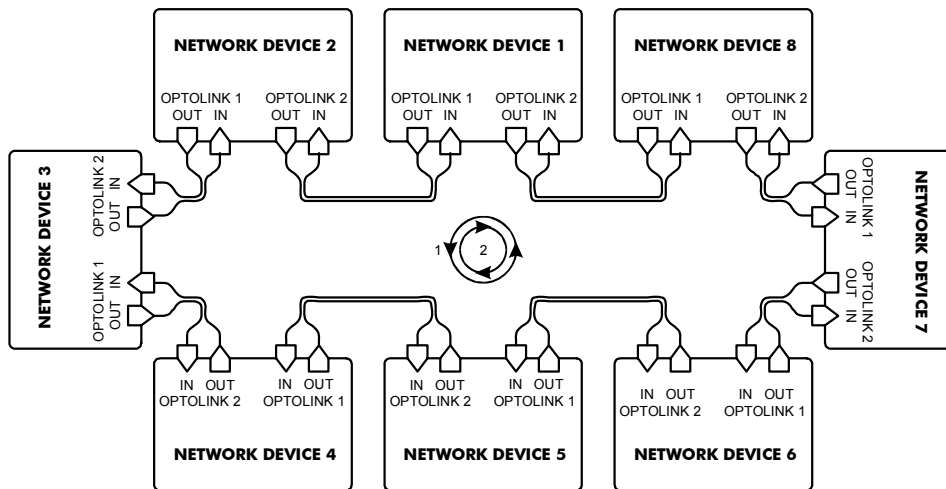 NETWORK DEVICE 2
OPTOLINK 1
OUT IN
OPTOLINK 2
OUT IN
NETWORK DEVICE 1
OPTOLINK 1
OUT IN
OPTOLINK 2
OUT IN
NETWORK DEVICE 8
OPTOLINK 1
OUT IN
OPTOLINK 2
OUT IN
NETWORK DEVICE 3
OPTOLINK 2
OUT IN
OPTOLINK 1
OUT IN
1
2
OPTOLINK 1
OUT IN
OPTOLINK 2
OUT IN
NETWORK DEVICE 7
IN OUT
OPTOLINK 2
IN OUT
OPTOLINK 1
NETWORK DEVICE 4
IN OUT
OPTOLINK 2
IN OUT
OPTOLINK 1
NETWORK DEVICE 5
IN OUT
OPTOLINK 2
IN OUT
OPTOLINK 1
NETWORK DEVICE 6